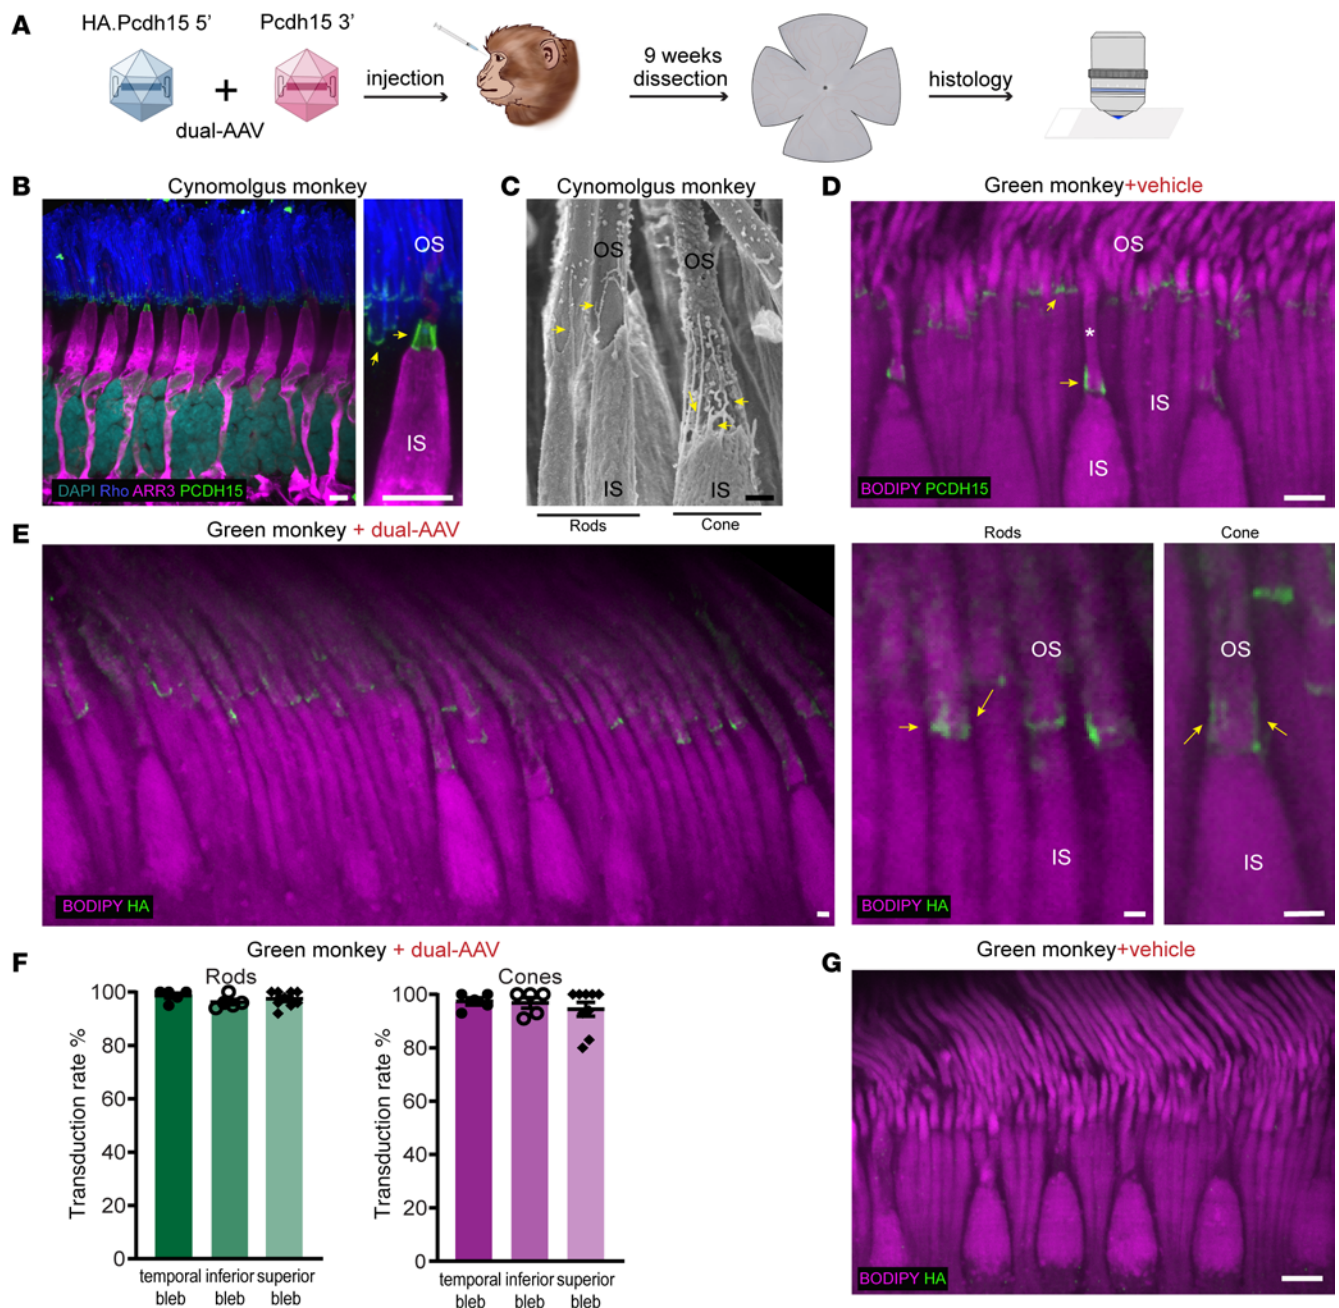 A
HA.Pcdh15 5’
Pcdh15 3’
+
dual-AAV
injection
9 weeks
dissection
histology
B
Cynomolgus monkey
OS
IS
DAPI Rho ARR3 PCDH15
C
Cynomolgus monkey
OS
OS
IS
IS
Rods
Cone
D
Green monkey+vehicle
OS
*
IS
IS
BODIPY PCDH15
E
Green monkey + dual-AAV
BODIPY HA
Rods
OS
IS
BODIPY HA
Cone
OS
IS
F
Green monkey + dual-AAV
Rods
Transduction rate %
100
80
60
40
20
0
temporal inferior superior
bleb bleb bleb
Cones
Transduction rate %
100
80
60
40
20
0
temporal inferior superior
bleb bleb bleb
G
Green monkey+vehicle
BODIPY HA